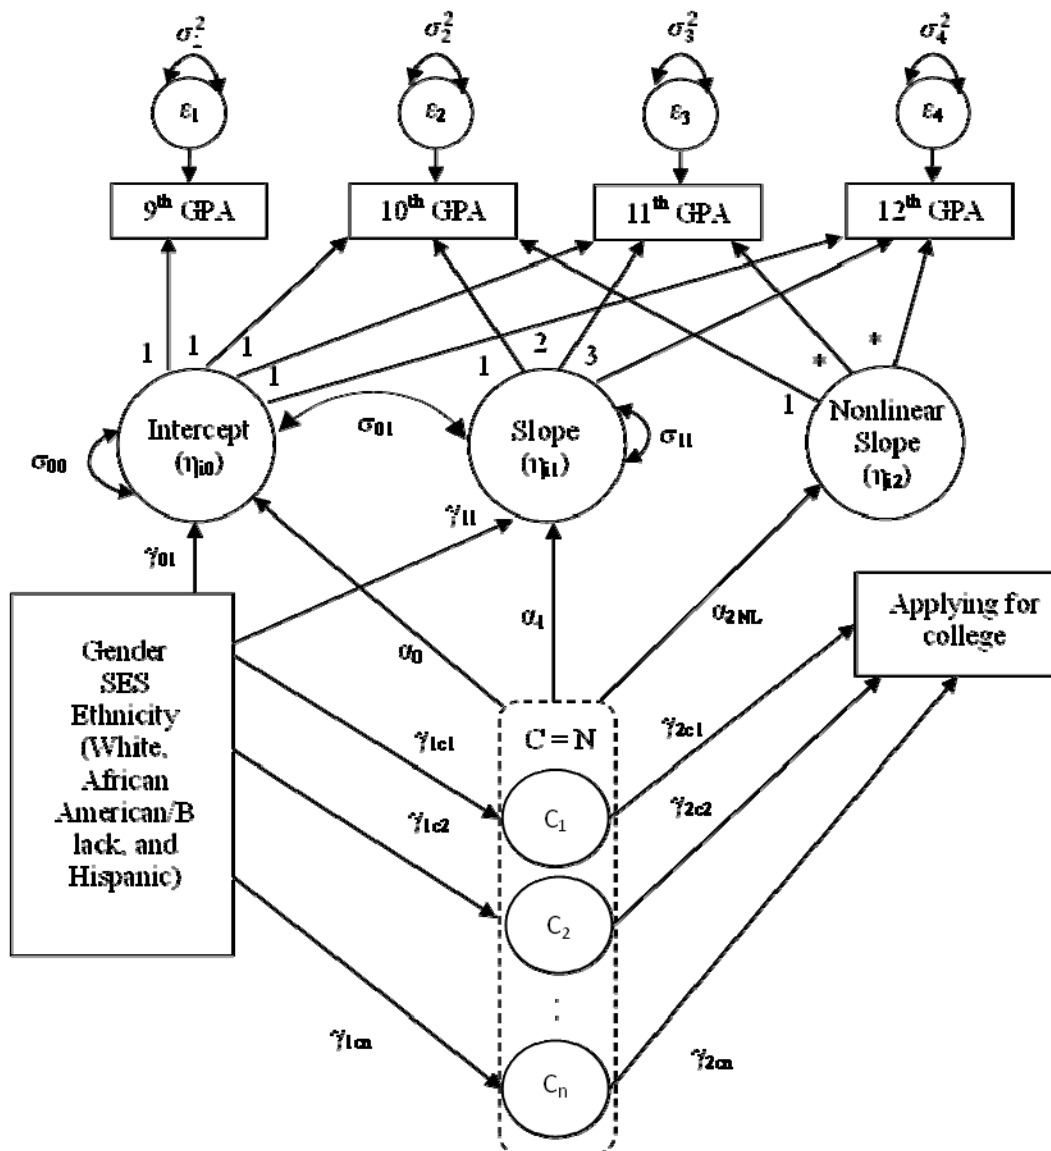 σ₁² σ₂² σ₃² σ₄²
ε₁ ε₂ ε₃ ε₄
9ᵗʰ GPA 10ᵗʰ GPA 11ᵗʰ GPA 12ᵗʰ GPA
1 1 1 1 1 2 3 1 * *
Intercept
(ηᵢ₀)
σ₀₀
σ₀₁
Slope
(ηᵢ₁)
σ₁₁
Nonlinear
Slope
(ηᵢ₂)
γ₀₁
γ₁₁
α₀
α₁
α₂NL
Gender
SES
Ethnicity
(White,
African
American/B
lack, and
Hispanic)
Applying for
college
C = N
γ₁c₁
γ₂c₁
C₁
γ₁c₂
γ₂c₂
C₂
:
γ₁cn
γ₂cn
Cₙ